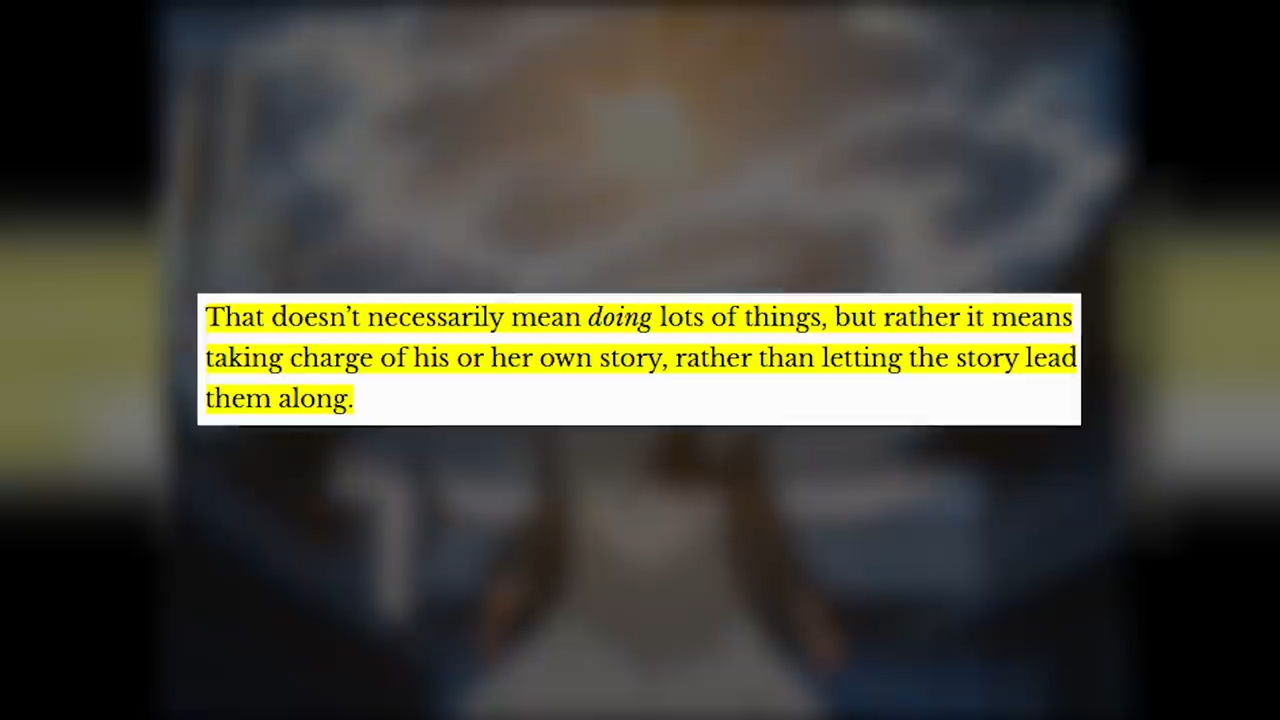 That doesn’t necessarily mean doing lots of things, but rather it means
taking charge of his or her own story, rather than letting the story lead
them along.